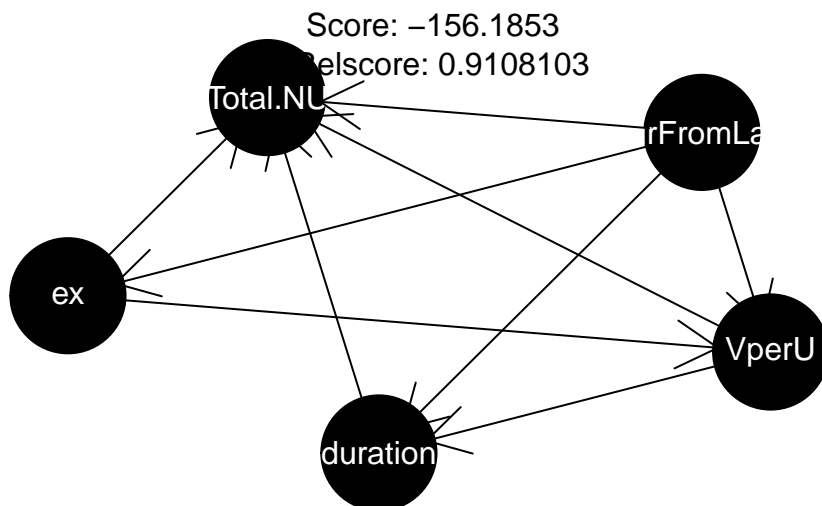 Score: −156.1853
Relscore: 0.9108103
Total.NU
rFromLa
ex
VperU
duration